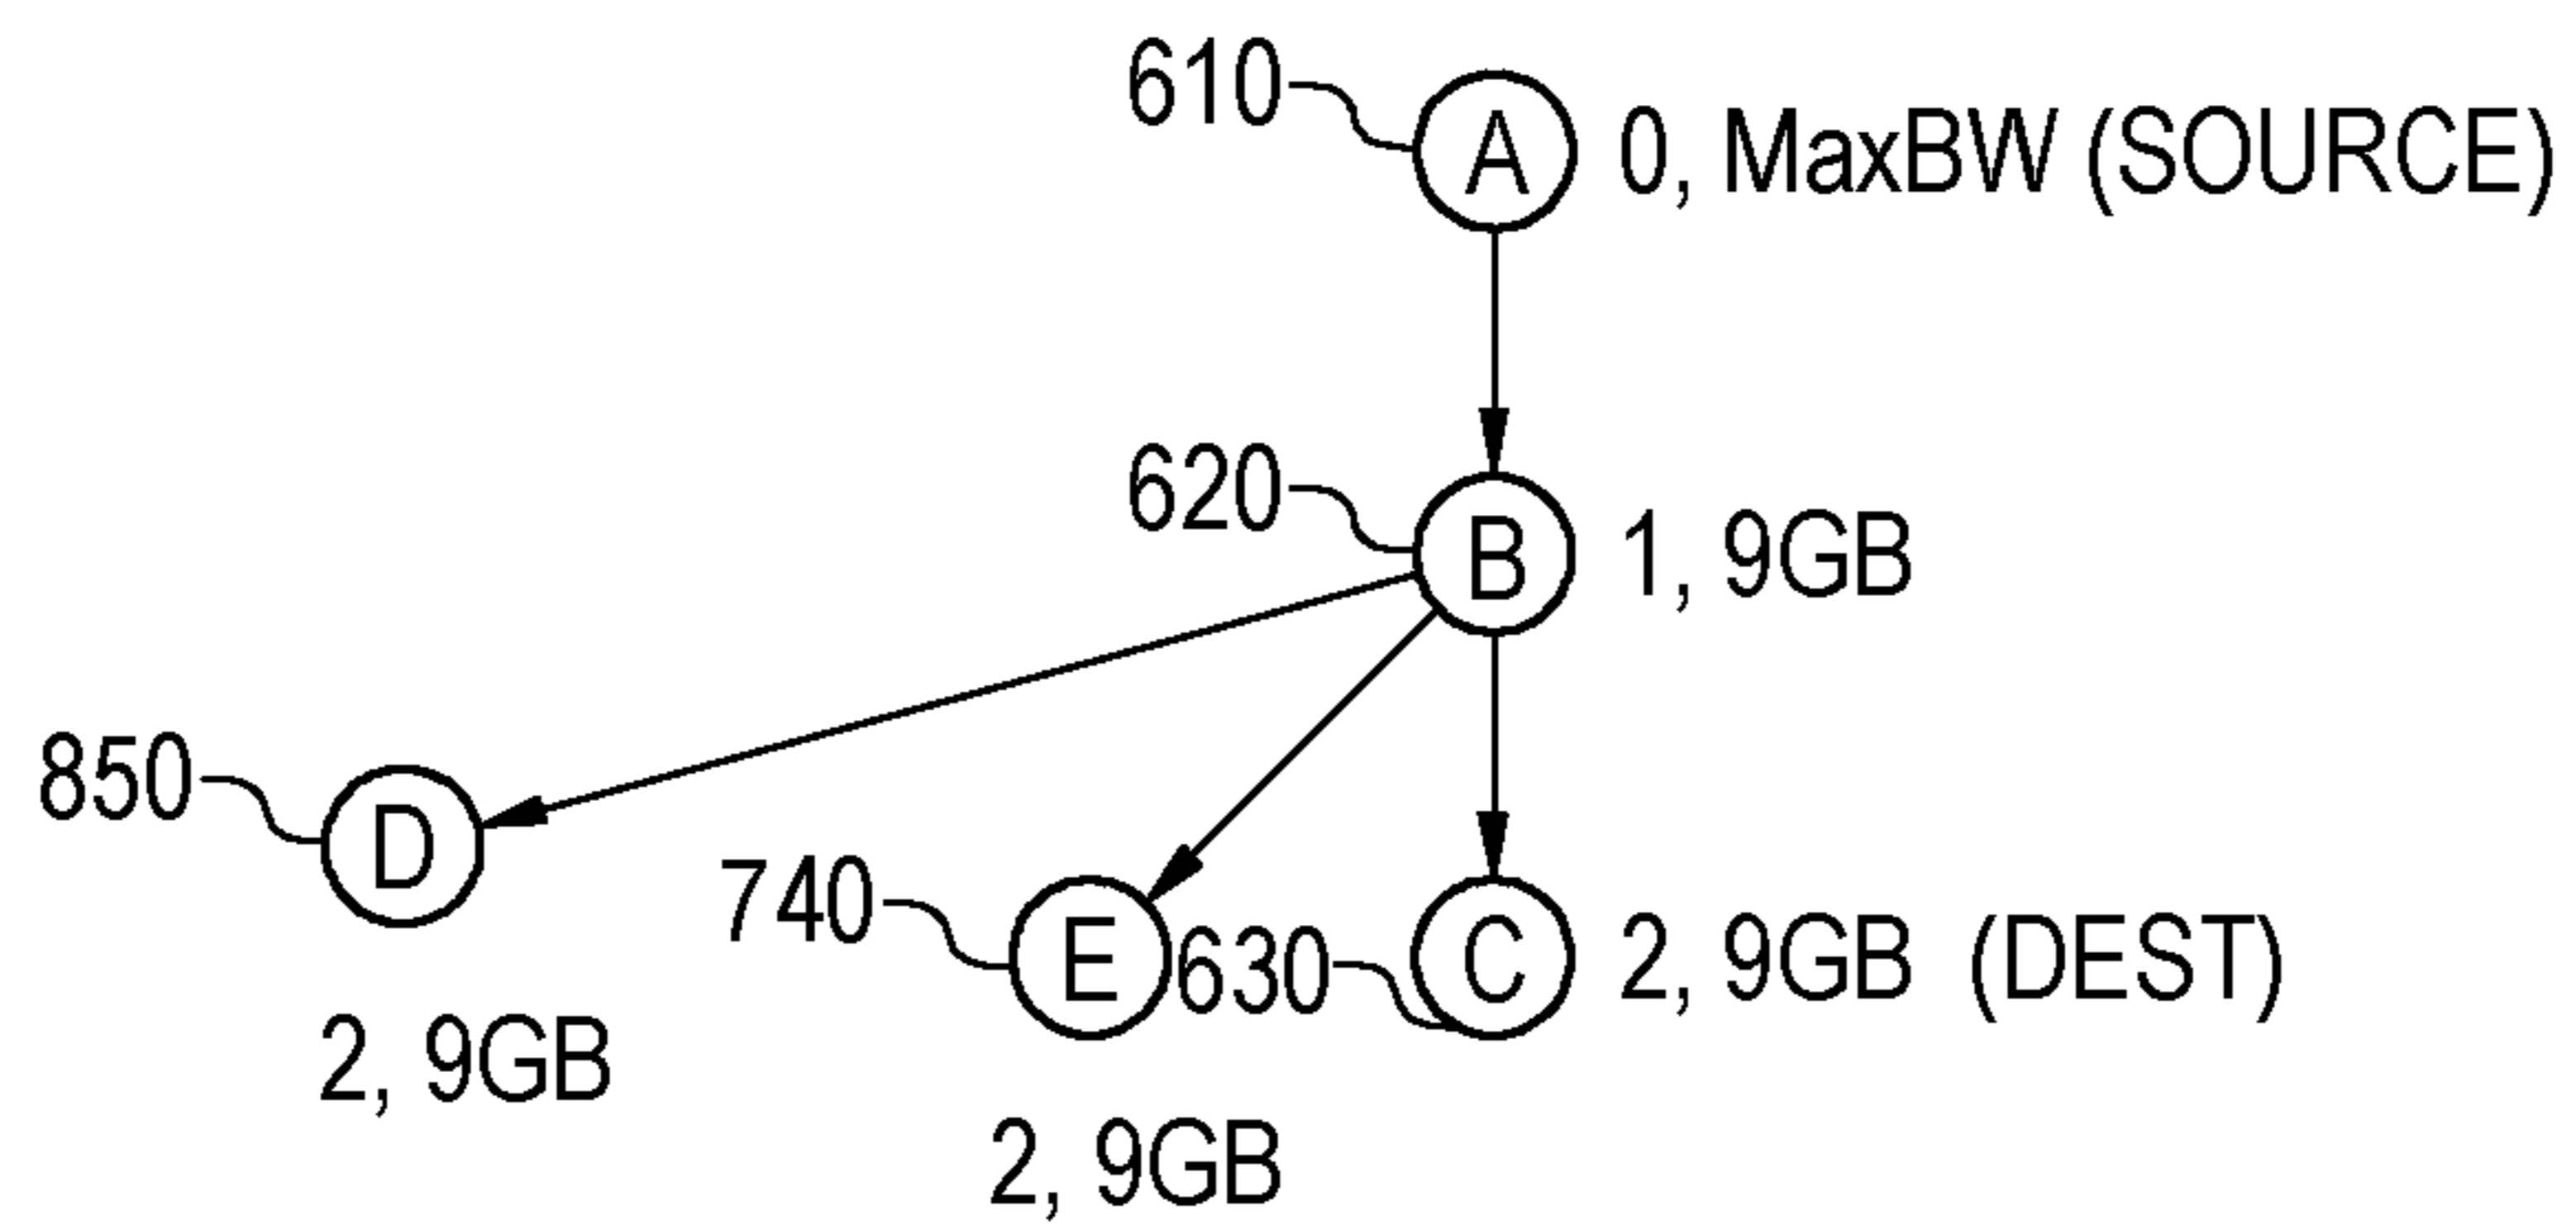 610 A 0, MaxBW (SOURCE)
620 B 1, 9GB
850 D
2, 9GB
740 E
2, 9GB
630 C 2, 9GB (DEST)